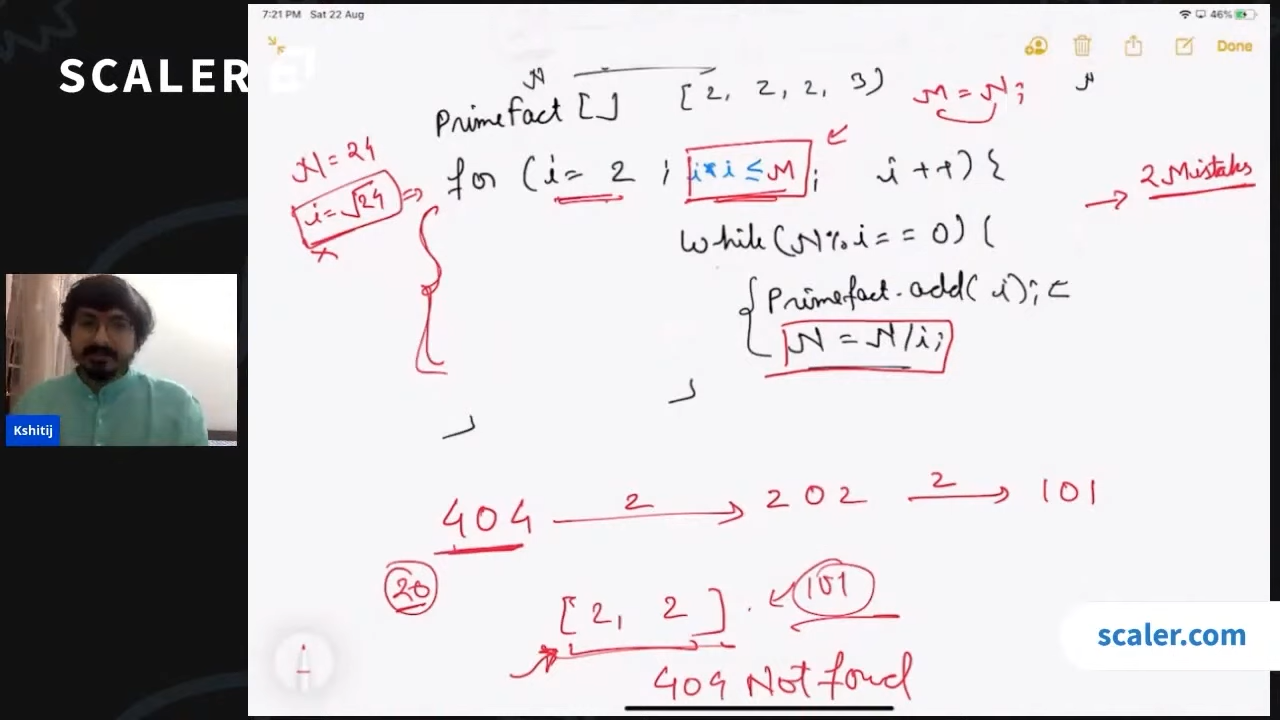 7:21 PM Sat 22 Aug
46%
Done
SCALER
N
Primefact [] [2, 2, 2, 3)
M = N;
N
N = 24
i = √24 ⇒
for (i = 2 ; i*i ≤ M ; i++) {
→ 2 Mistakes
while(N%i == 0) {
{ Primefact.add(i);
N = N/i;
Kshitij
404 2 → 202 2 → 101
20
[2, 2] . ← 101
404 Not found
scaler.com